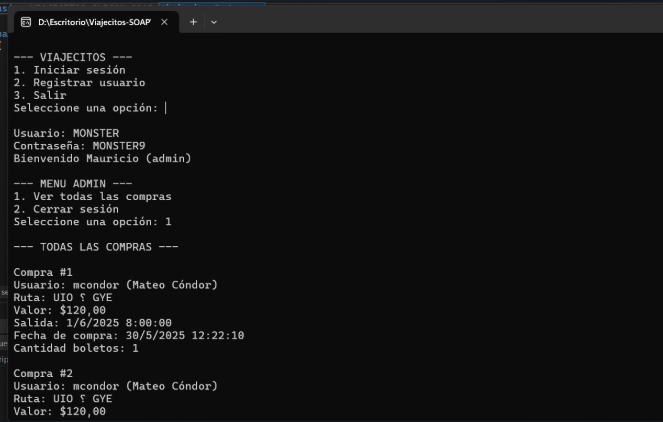 D:\Escritorio\Viajecitos-SOAP\
--- VIAJECITOS ---
1. Iniciar sesión
2. Registrar usuario
3. Salir
Seleccione una opción:
Usuario: MONSTER
Contraseña: MONSTER9
Bienvenido Mauricio (admin)
--- MENU ADMIN ---
1. Ver todas las compras
2. Cerrar sesión
Seleccione una opción: 1
--- TODAS LAS COMPRAS ---
Compra #1
Usuario: mcondor (Mateo Cóndor)
Ruta: UIO ⸮ GYE
Valor: $120,00
Salida: 1/6/2025 8:00:00
Fecha de compra: 30/5/2025 12:22:10
Cantidad boletos: 1
Compra #2
Usuario: mcondor (Mateo Cóndor)
Ruta: UIO ⸮ GYE
Valor: $120,00